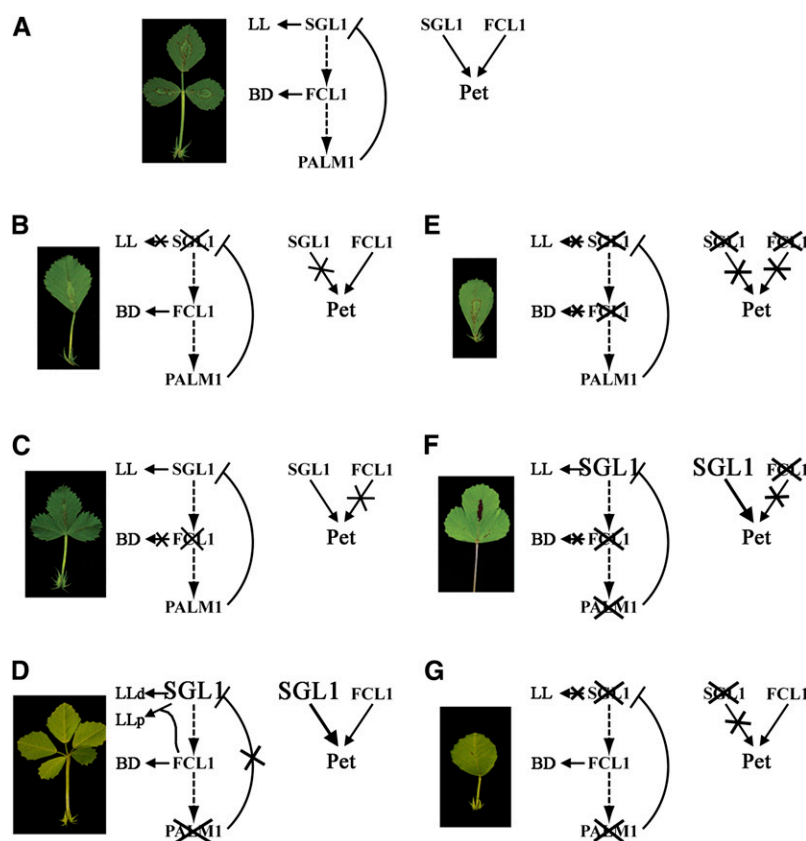 A
LL SGL1
BD FCL1
PALM1
SGL1 FCL1
Pet
B
LL SGL1
BD FCL1
PALM1
SGL1 FCL1
Pet
E
LL SGL1
BD FCL1
PALM1
SGL1 FCL1
Pet
C
LL SGL1
BD FCL1
PALM1
SGL1 FCL1
Pet
F
LL SGL1
BD FCL1
PALM1
SGL1 FCL1
Pet
D
LLd SGL1
LLp
BD FCL1
PALM1
SGL1 FCL1
Pet
G
LL SGL1
BD FCL1
PALM1
SGL1 FCL1
Pet